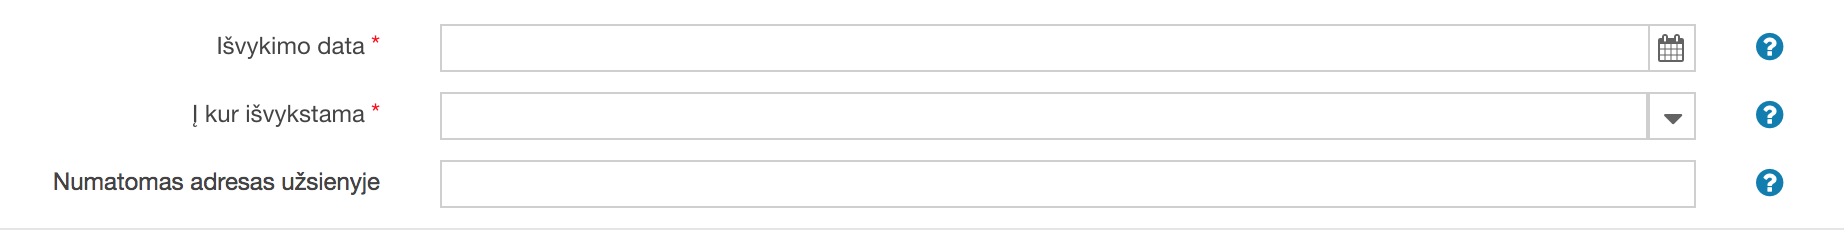 Išvykimo data *
Į kur išvykstama *
Numatomas adresas užsienyje